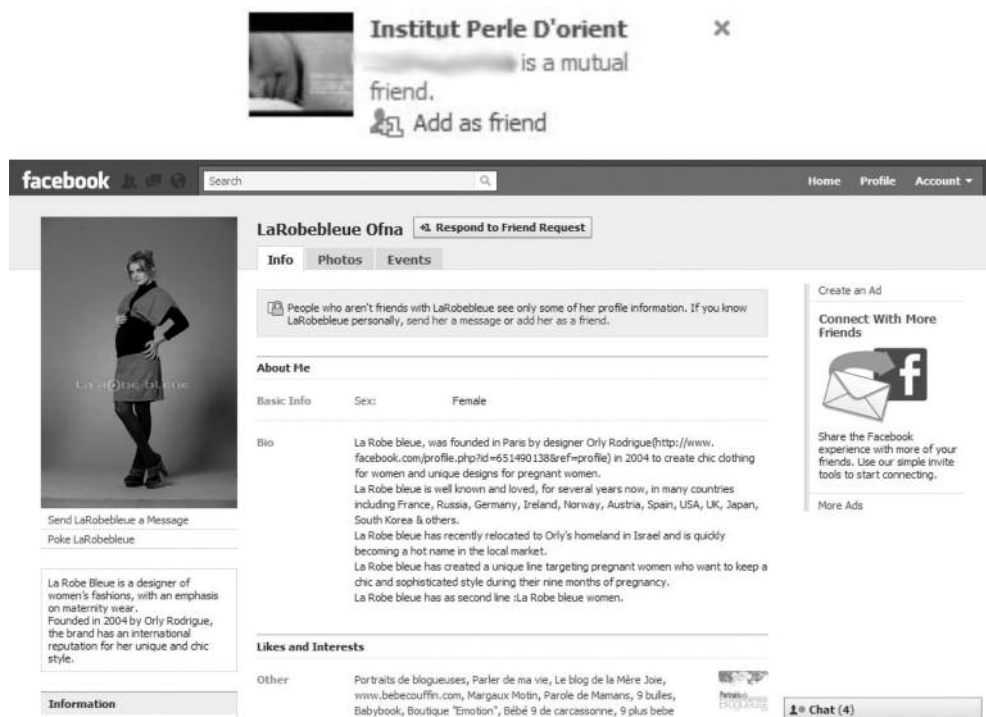 Institut Perle D'orient
is a mutual
friend.
Add as friend
facebook
Search
Home Profile Account
LaRobebleue Ofna
+1 Respond to Friend Request
Info Photos Events
People who aren't friends with LaRobebleue see only some of her profile information. If you know
LaRobebleue personally, send her a message or add her as a friend.
La Robe bleue
Send LaRobebleue a Message
Poke LaRobebleue
La Robe Bleue is a designer of
women's fashions, with an emphasis
on maternity wear.
Founded in 2004 by Orly Rodrigue,
the brand has an international
reputation for her unique and chic
style.
Information
About Me
Basic Info Sex: Female
Bio
La Robe bleue, was founded in Paris by designer Orly Rodrigue(http://www.
facebook.com/profile.php?id=651490138&ref=profile) in 2004 to create chic clothing
for women and unique designs for pregnant women.
La Robe bleue is well known and loved, for several years now, in many countries
including France, Russia, Germany, Ireland, Norway, Austria, Spain, USA, UK, Japan,
South Korea & others.
La Robe bleue has recently relocated to Orly's homeland in Israel and is quickly
becoming a hot name in the local market.
La Robe bleue has created a unique line targeting pregnant women who want to keep a
chic and sophisticated style during their nine months of pregnancy.
La Robe bleue has as second line :La Robe bleue women.
Likes and Interests
Other
Portraits de blogueuses, Parler de ma vie, Le blog de la Mère Joie,
www.bebecouffin.com, Margaux Motin, Parole de Mamans, 9 bulles,
Babybook, Boutique "Emotion", Bébé 9 de carcassonne, 9 plus bebe
Create an Ad
Connect With More
Friends
Share the Facebook
experience with more of your
friends. Use our simple invite
tools to start connecting.
More Ads
Chat (4)